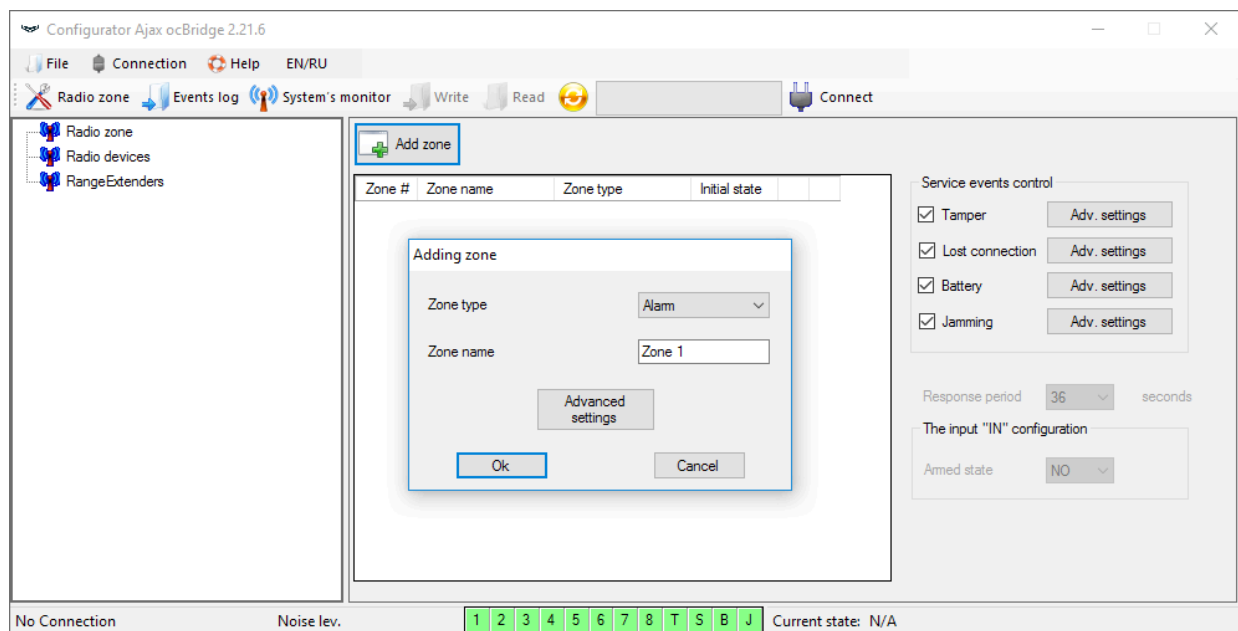 Configurator Ajax ocBridge 2.21.6
File Connection Help EN/RU
Radio zone Events log System's monitor Write Read Connect
Radio zone
Radio devices
RangeExtenders
Add zone
Zone # Zone name Zone type Initial state
Adding zone
Zone type Alarm
Zone name Zone 1
Advanced
settings
Ok Cancel
Service events control
Tamper Adv. settings
Lost connection Adv. settings
Battery Adv. settings
Jamming Adv. settings
Response period 36 seconds
The input "IN" configuration
Armed state NO
No Connection Noise lev. 1 2 3 4 5 6 7 8 T S B J Current state: N/A